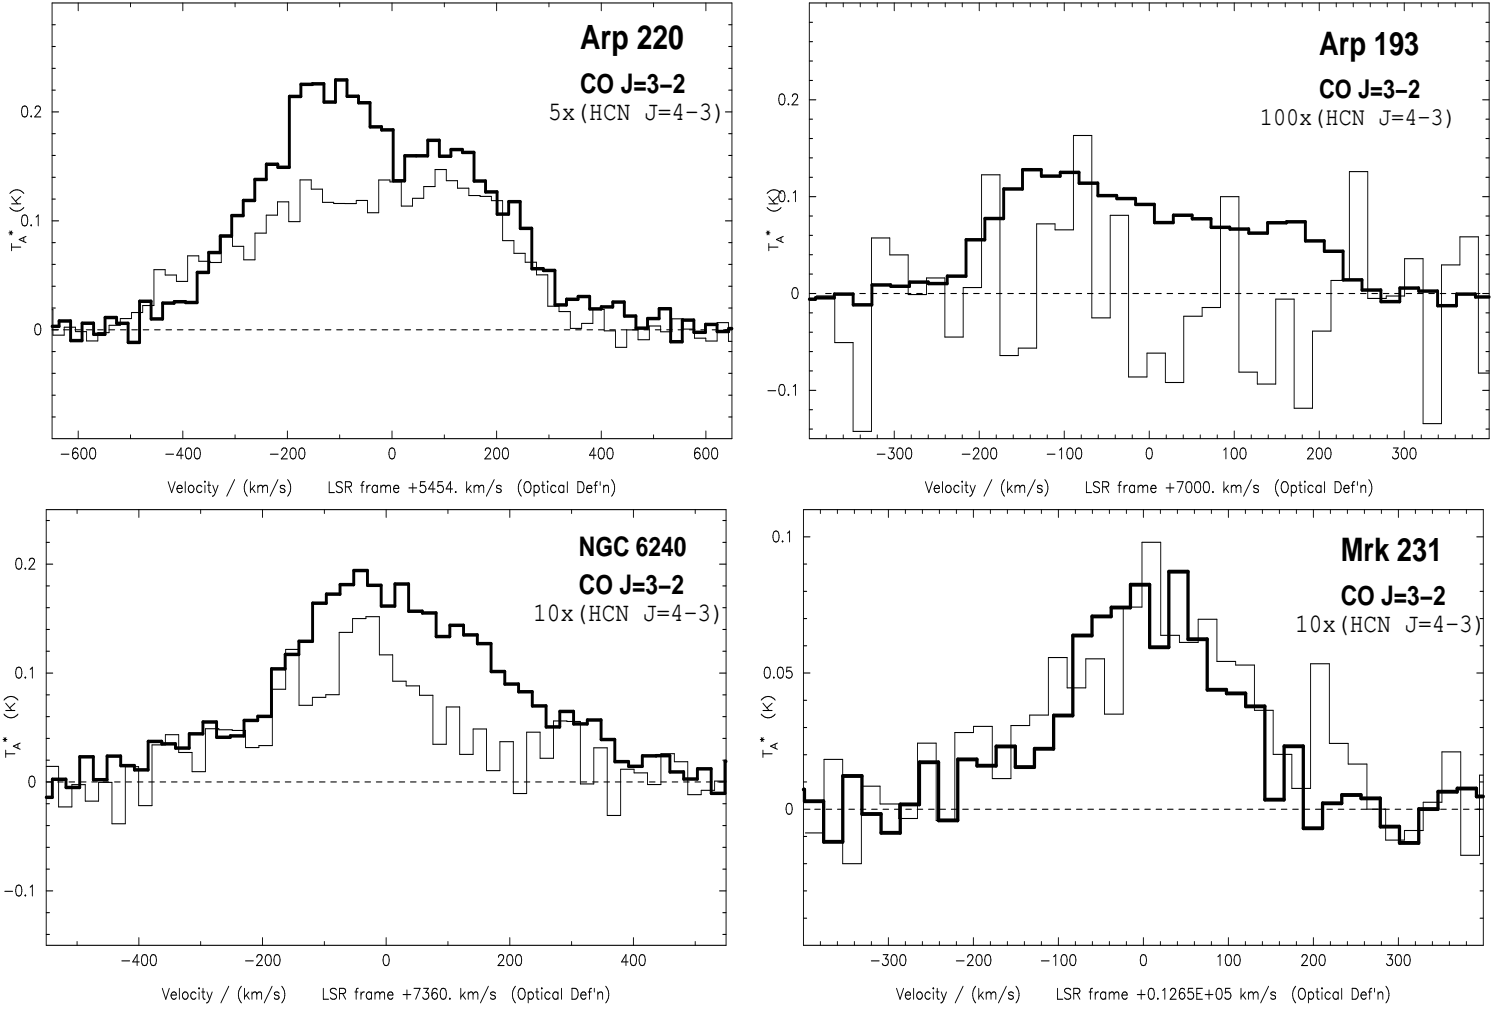 Arp 220
CO J=3–2
5x(HCN J=4-3)
0.2
0.1
0
T_A* (K)
−600 −400 −200 0 200 400 600
Velocity / (km/s) LSR frame +5454. km/s (Optical Def'n)
Arp 193
CO J=3–2
100x(HCN J=4-3)
0.2
0.1
0
−0.1
T_A* (K)
−300 −200 −100 0 100 200 300
Velocity / (km/s) LSR frame +7000. km/s (Optical Def'n)
NGC 6240
CO J=3–2
10x(HCN J=4-3)
0.2
0.1
0
−0.1
T_A* (K)
−400 −200 0 200 400
Velocity / (km/s) LSR frame +7360. km/s (Optical Def'n)
Mrk 231
CO J=3–2
10x(HCN J=4-3)
0.1
0.05
0
T_A* (K)
−300 −200 −100 0 100 200 300
Velocity / (km/s) LSR frame +0.1265E+05 km/s (Optical Def'n)